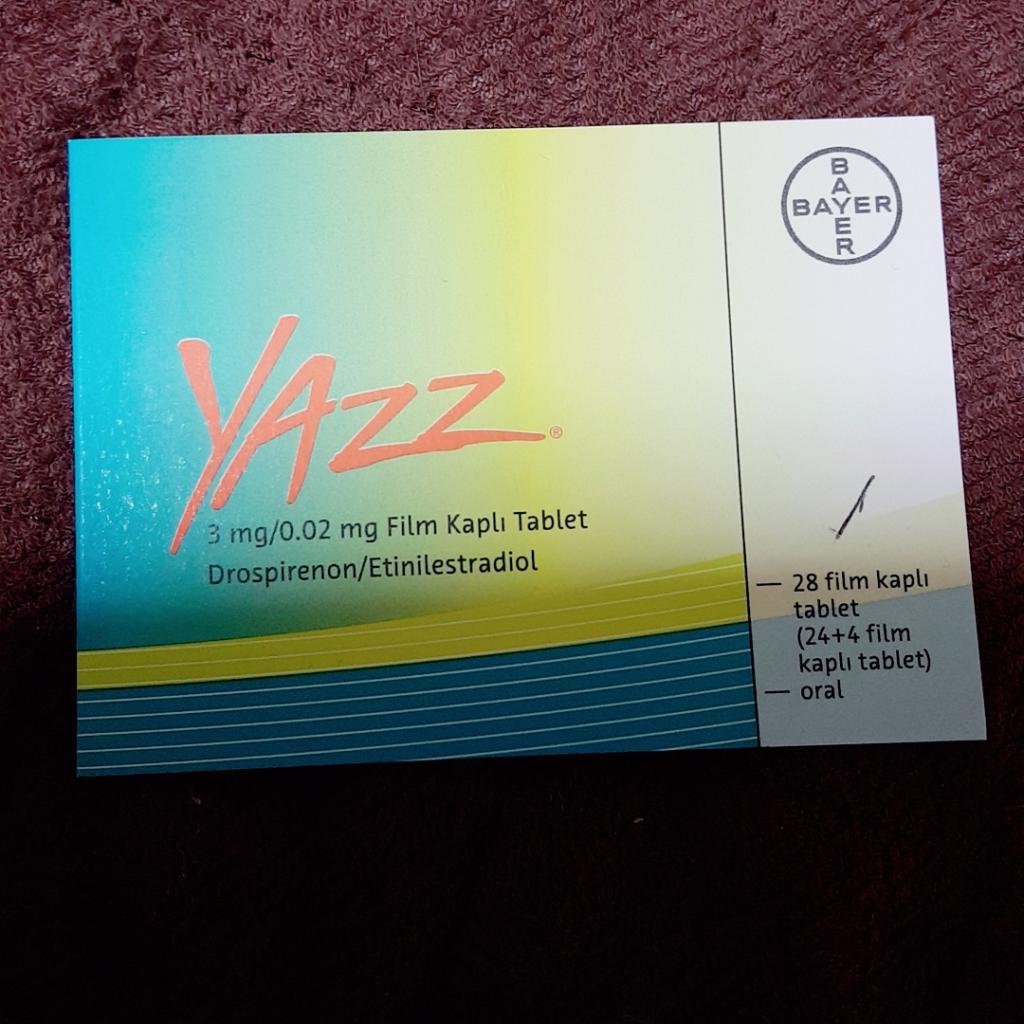 BAYER
BAYER
YAZZ®
3 mg/0.02 mg Film Kaplı Tablet
Drospirenon/Etinilestradiol
— 28 film kaplı
tablet
(24+4 film
kaplı tablet)
— oral